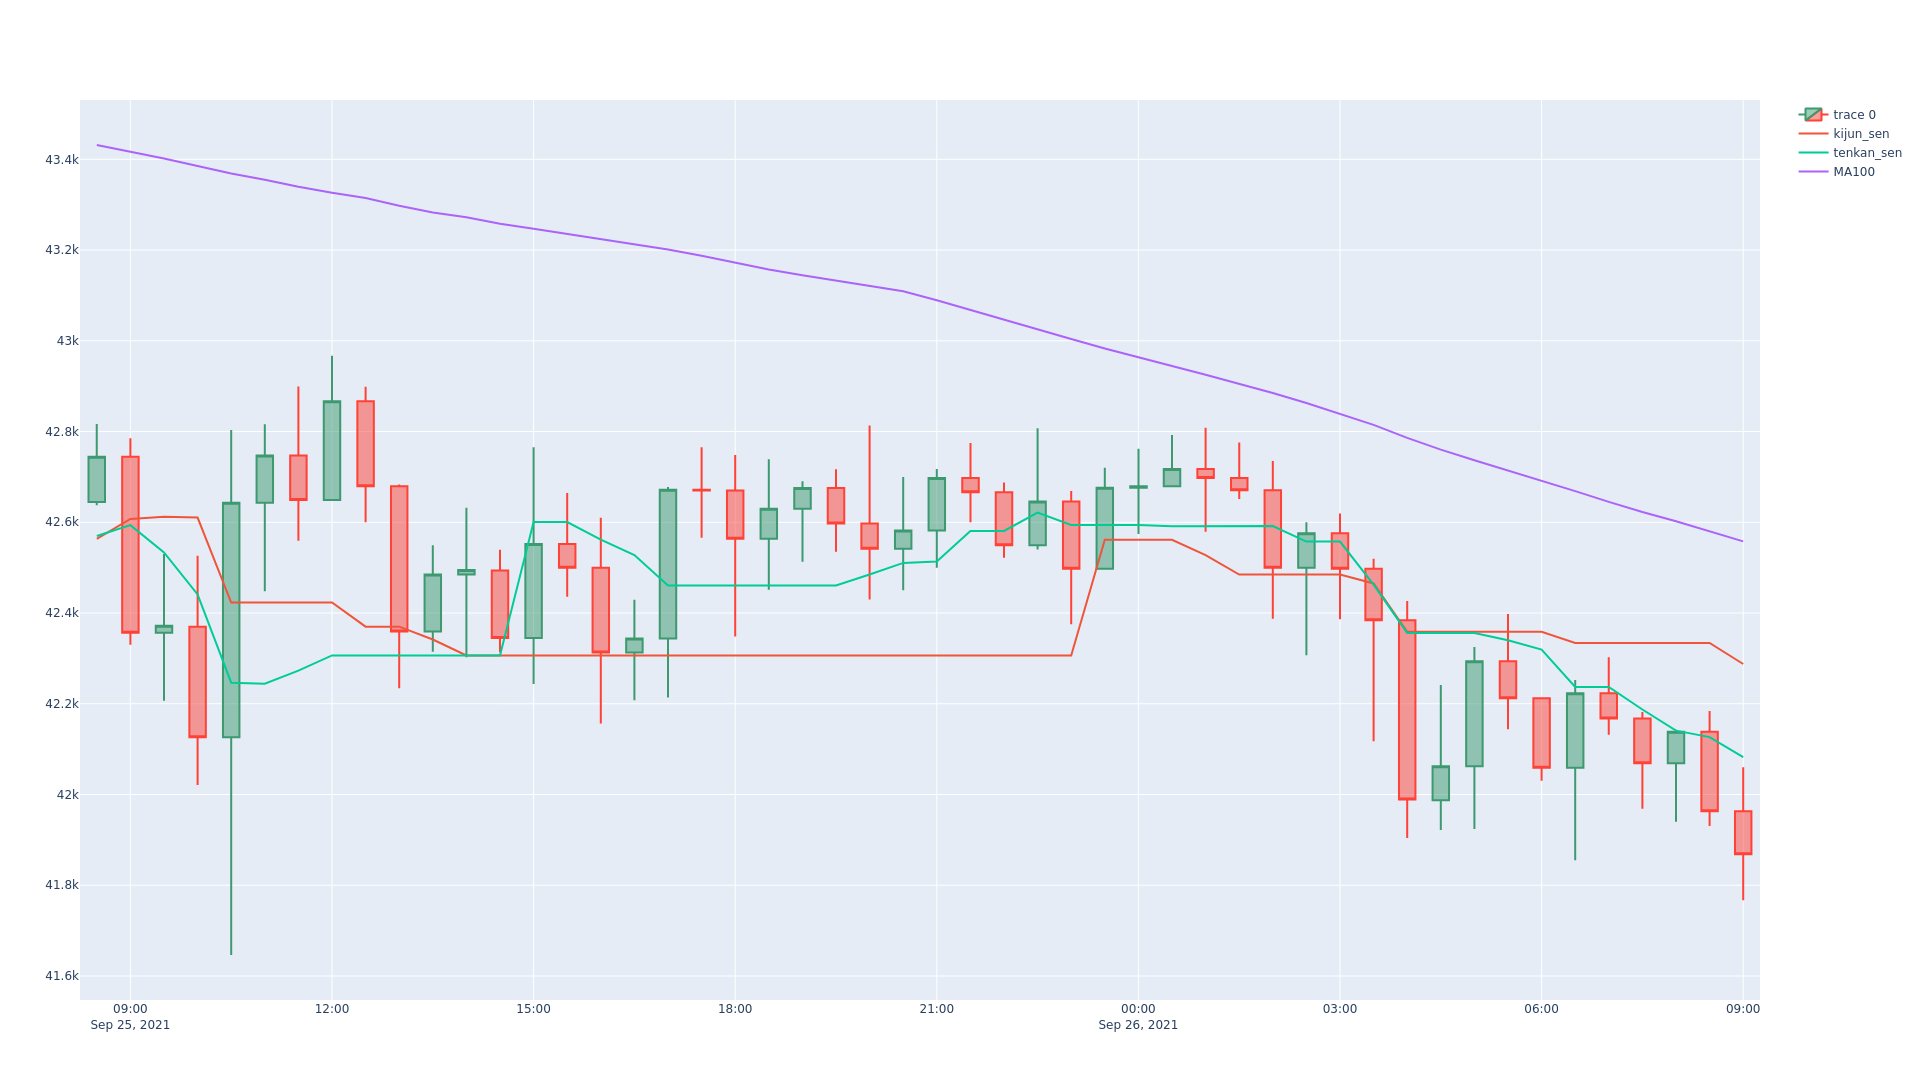 trace 0
kijun_sen
tenkan_sen
MA100
43.4k
43.2k
43k
42.8k
42.6k
42.4k
42.2k
42k
41.8k
41.6k
09:00 12:00 15:00 18:00 21:00 00:00 03:00 06:00 09:00
Sep 25, 2021 Sep 26, 2021